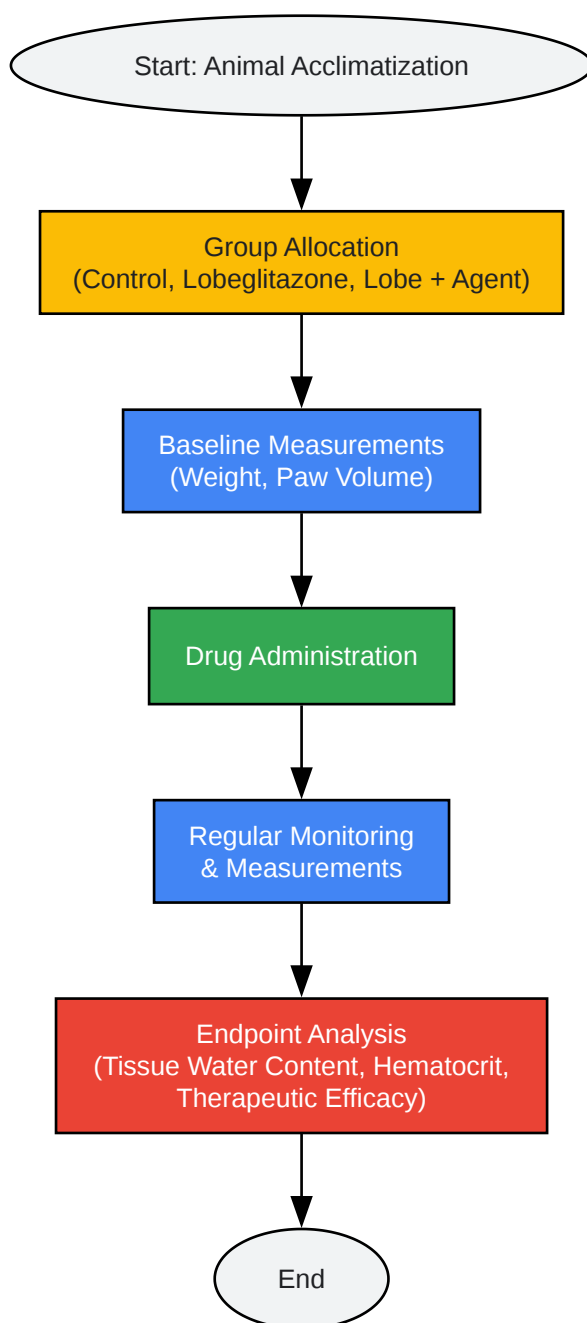 Start: Animal Acclimatization
Group Allocation
(Control, Lobeglitazone, Lobe + Agent)
Baseline Measurements
(Weight, Paw Volume)
Drug Administration
Regular Monitoring
& Measurements
Endpoint Analysis
(Tissue Water Content, Hematocrit,
Therapeutic Efficacy)
End